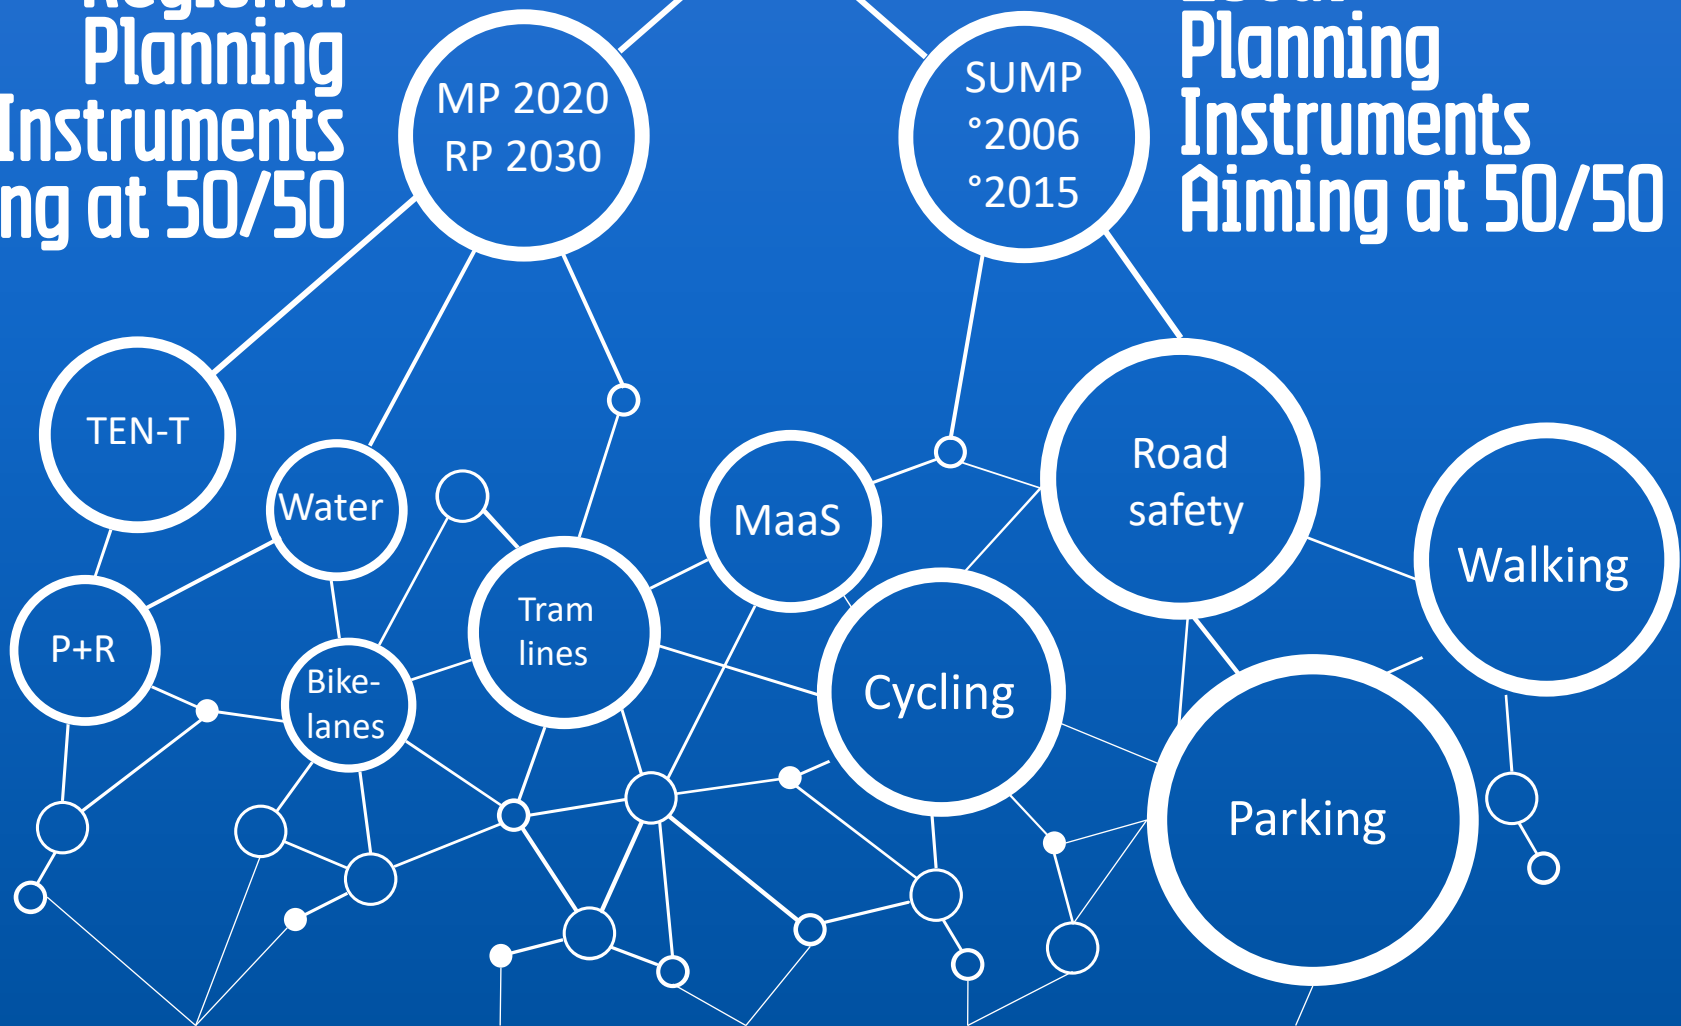 Regional
Planning
Instruments
ng at 50/50
MP 2020
RP 2030
SUMP
°2006
°2015
Planning
Instruments
Aiming at 50/50
TEN-T
Water
MaaS
Road
safety
Walking
P+R
Bike-
lanes
Tram
lines
Cycling
Parking